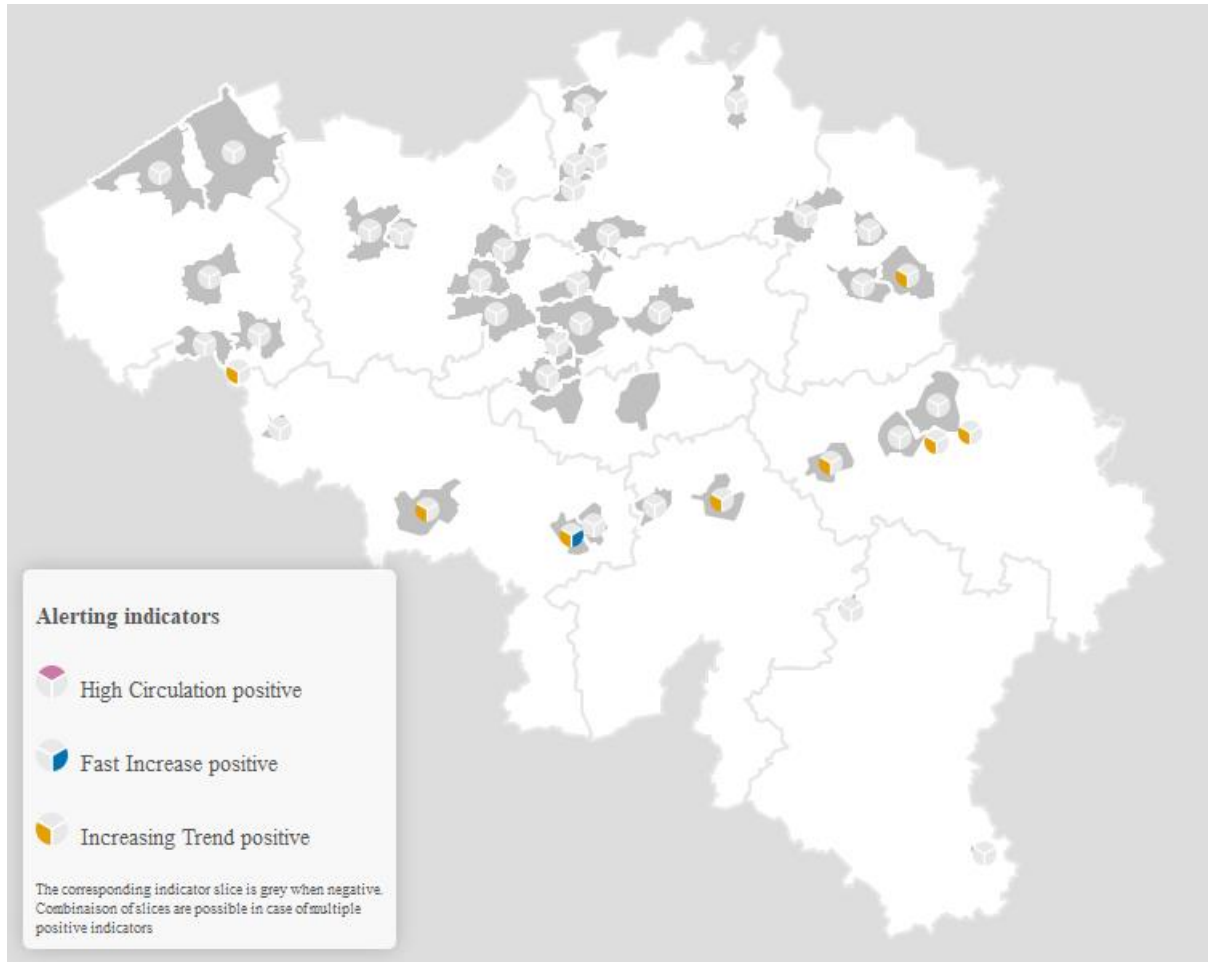 Alerting indicators
High Circulation positive
Fast Increase positive
Increasing Trend positive
The corresponding indicator slice is grey when negative.
Combinaison of slices are possible in case of multiple
positive indicators